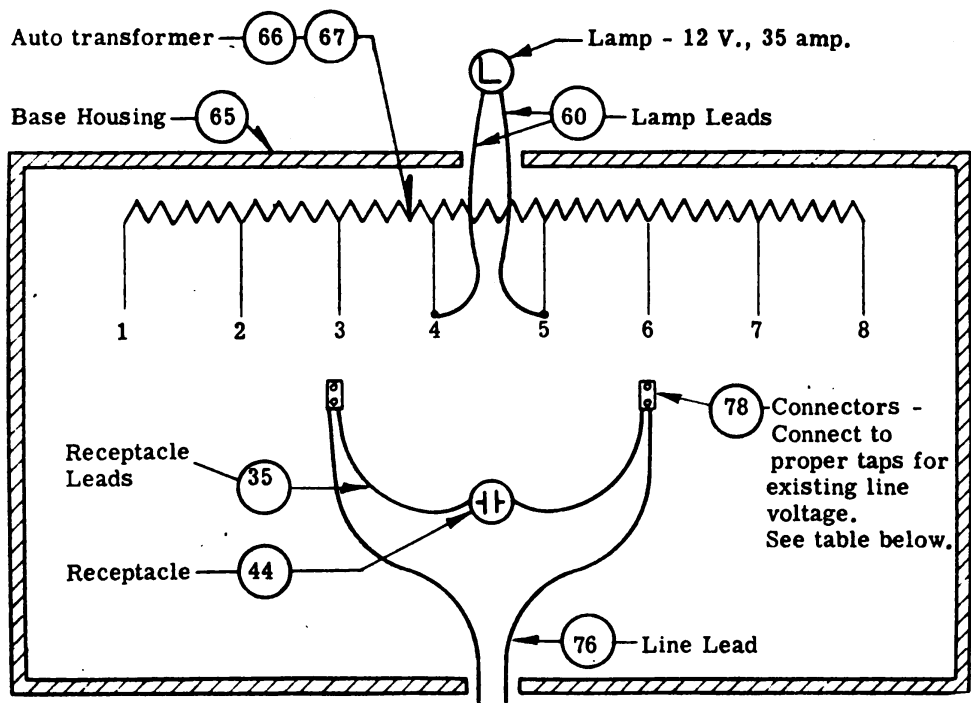 Auto transformer 66 67
Lamp - 12 V., 35 amp.
Base Housing 65
60 Lamp Leads
1 2 3 4 5 6 7 8
78 Connectors -
Connect to
proper taps for
existing line
voltage.
See table below.
Receptacle
Leads
35
Receptacle 44
76 Line Lead